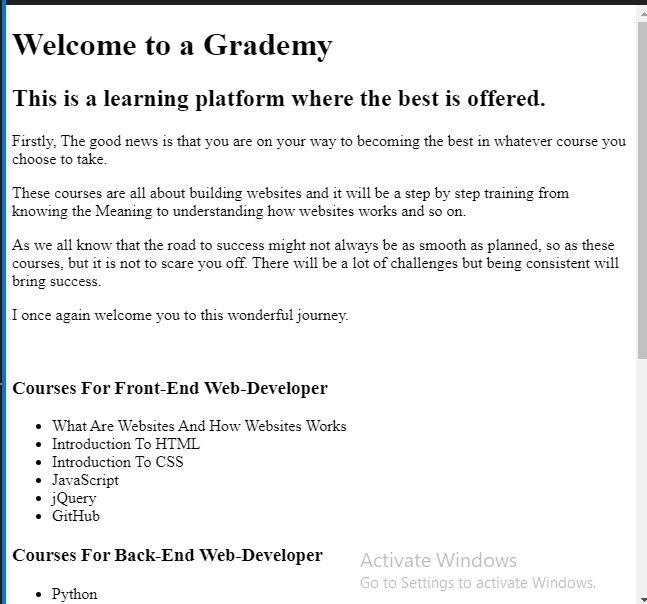 Welcome to a Grademy
This is a learning platform where the best is offered.
Firstly, The good news is that you are on your way to becoming the best in whatever course you
choose to take.
These courses are all about building websites and it will be a step by step training from
knowing the Meaning to understanding how websites works and so on.
As we all know that the road to success might not always be as smooth as planned, so as these
courses, but it is not to scare you off. There will be a lot of challenges but being consistent will
bring success.
I once again welcome you to this wonderful journey.
Courses For Front-End Web-Developer
What Are Websites And How Websites Works
Introduction To HTML
Introduction To CSS
JavaScript
jQuery
GitHub
Courses For Back-End Web-Developer
Python
Activate Windows
Go to Settings to activate Windows.